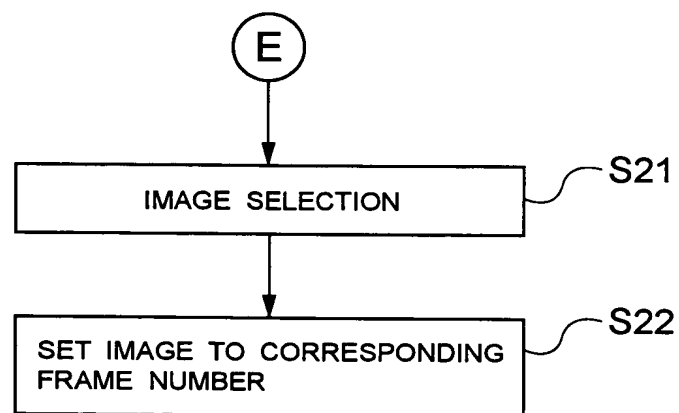 E
IMAGE SELECTION
S21
SET IMAGE TO CORRESPONDING
FRAME NUMBER
S22